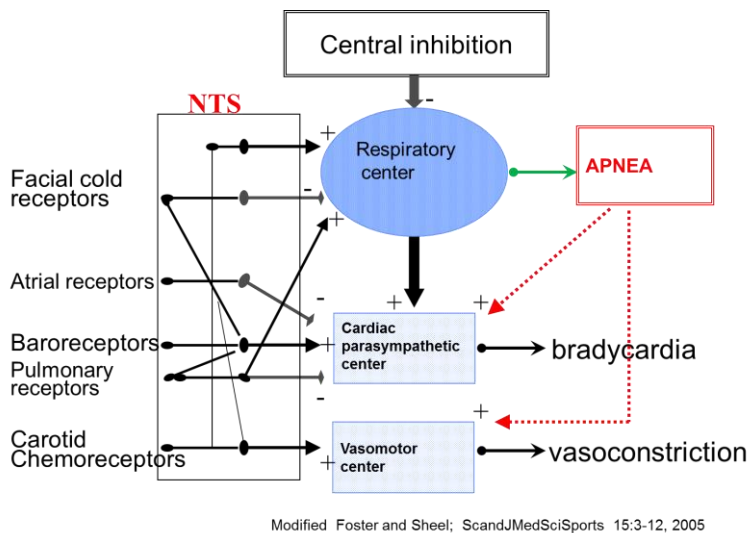 Central inhibition
NTS
-
+
Respiratory
center
APNEA
Facial cold
receptors
-
+
Atrial receptors
-
+
+
Cardiac
parasympathetic
center
Baroreceptors
+
bradycardia
Pulmonary
receptors
-
+
Carotid
Chemoreceptors
+
Vasomotor
center
vasoconstriction
Modified Foster and Sheel; ScandJMedSciSports 15:3-12, 2005